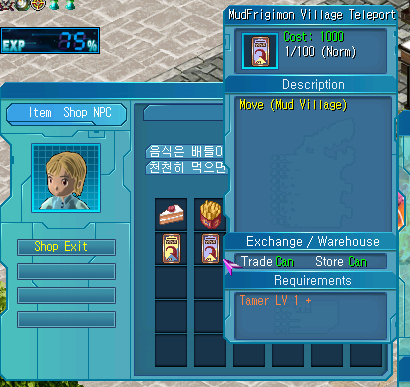 MudFrigimon Village Teleport
Cost: 1000
1/100 (Norm)
EXP 75%
Description
Move (Mud Village)
Item Shop NPC
음식은 배틀
천천히 먹으면
Shop Exit
Exchange / Warehouse
Trade Can Store Can
Requirements
Tamer LV 1 +